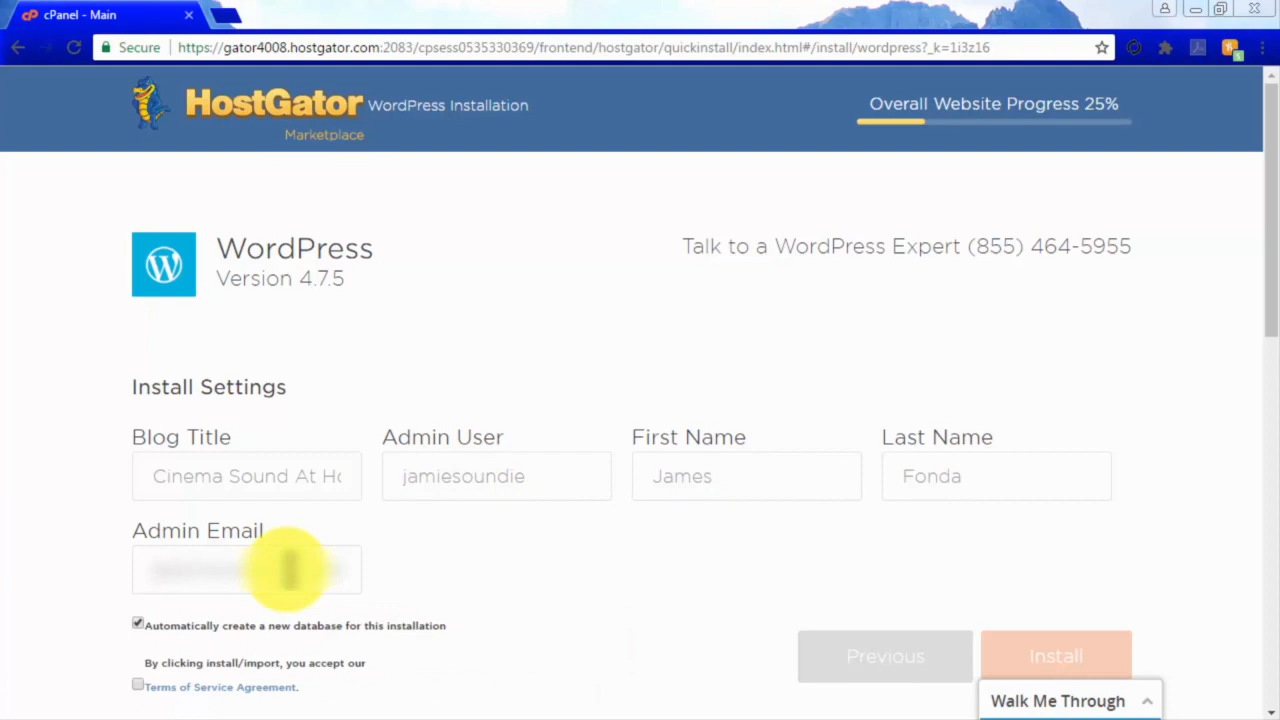 cPanel - Main
Secure
https://gator4008.hostgator.com:2083/cpsess0535330369/frontend/hostgator/quickinstall/index.html#/install/wordpress?_k=1i3z16
HostGator WordPress Installation
Marketplace
Overall Website Progress 25%
WordPress
Version 4.7.5
Talk to a WordPress Expert (855) 464-5955
Install Settings
Blog Title Admin User First Name Last Name
Cinema Sound At Ho jamiesoundie James Fonda
Admin Email
Automatically create a new database for this installation
By clicking install/import, you accept our
Terms of Service Agreement.
Previous Install
Walk Me Through